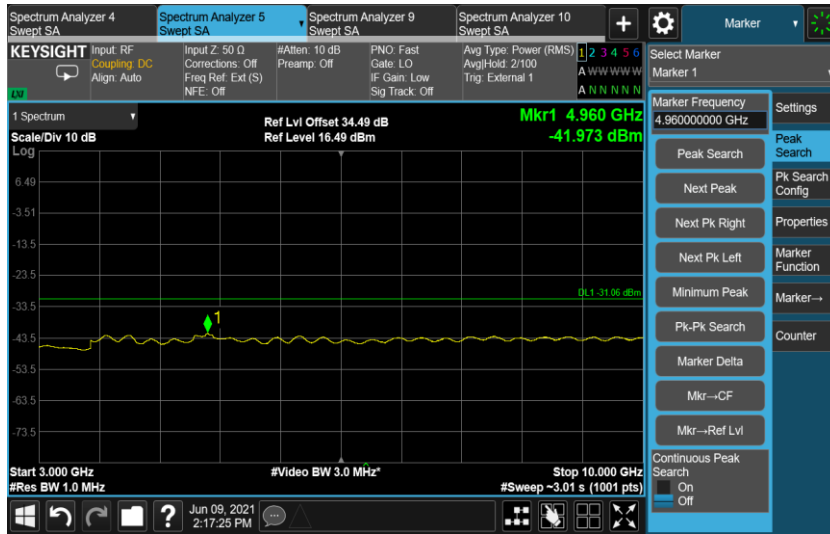 Spectrum Analyzer 4
Swept SA
Spectrum Analyzer 5
Swept SA
Spectrum Analyzer 9
Swept SA
Spectrum Analyzer 10
Swept SA
+
Marker
KEYSIGHT
LXI
Input: RF
Coupling: DC
Align: Auto
Input Z: 50 Ω
Corrections: Off
Freq Ref: Ext (S)
NFE: Off
#Atten: 10 dB
Preamp: Off
PNO: Fast
Gate: LO
IF Gain: Low
Sig Track: Off
Avg Type: Power (RMS)
Avg|Hold: 2/100
Trig: External 1
1 2 3 4 5 6
A W W W W W
A N N N N N
Select Marker
Marker 1
1 Spectrum
Scale/Div 10 dB
Log
Ref Lvl Offset 34.49 dB
Ref Level 16.49 dBm
Mkr1 4.960 GHz
-41.973 dBm
6.49
-3.51
-13.5
-23.5
-33.5
-43.5
-53.5
-63.5
-73.5
DL1 -31.06 dBm
1
Start 3.000 GHz
#Res BW 1.0 MHz
#Video BW 3.0 MHz*
Stop 10.000 GHz
#Sweep ~3.01 s (1001 pts)
Marker Frequency
4.960000000 GHz
Peak Search
Next Peak
Next Pk Right
Next Pk Left
Minimum Peak
Pk-Pk Search
Marker Delta
Mkr→CF
Mkr→Ref Lvl
Continuous Peak
Search
On
Off
Settings
Peak
Search
Pk Search
Config
Properties
Marker
Function
Marker→
Counter
?
Jun 09, 2021
2:17:25 PM